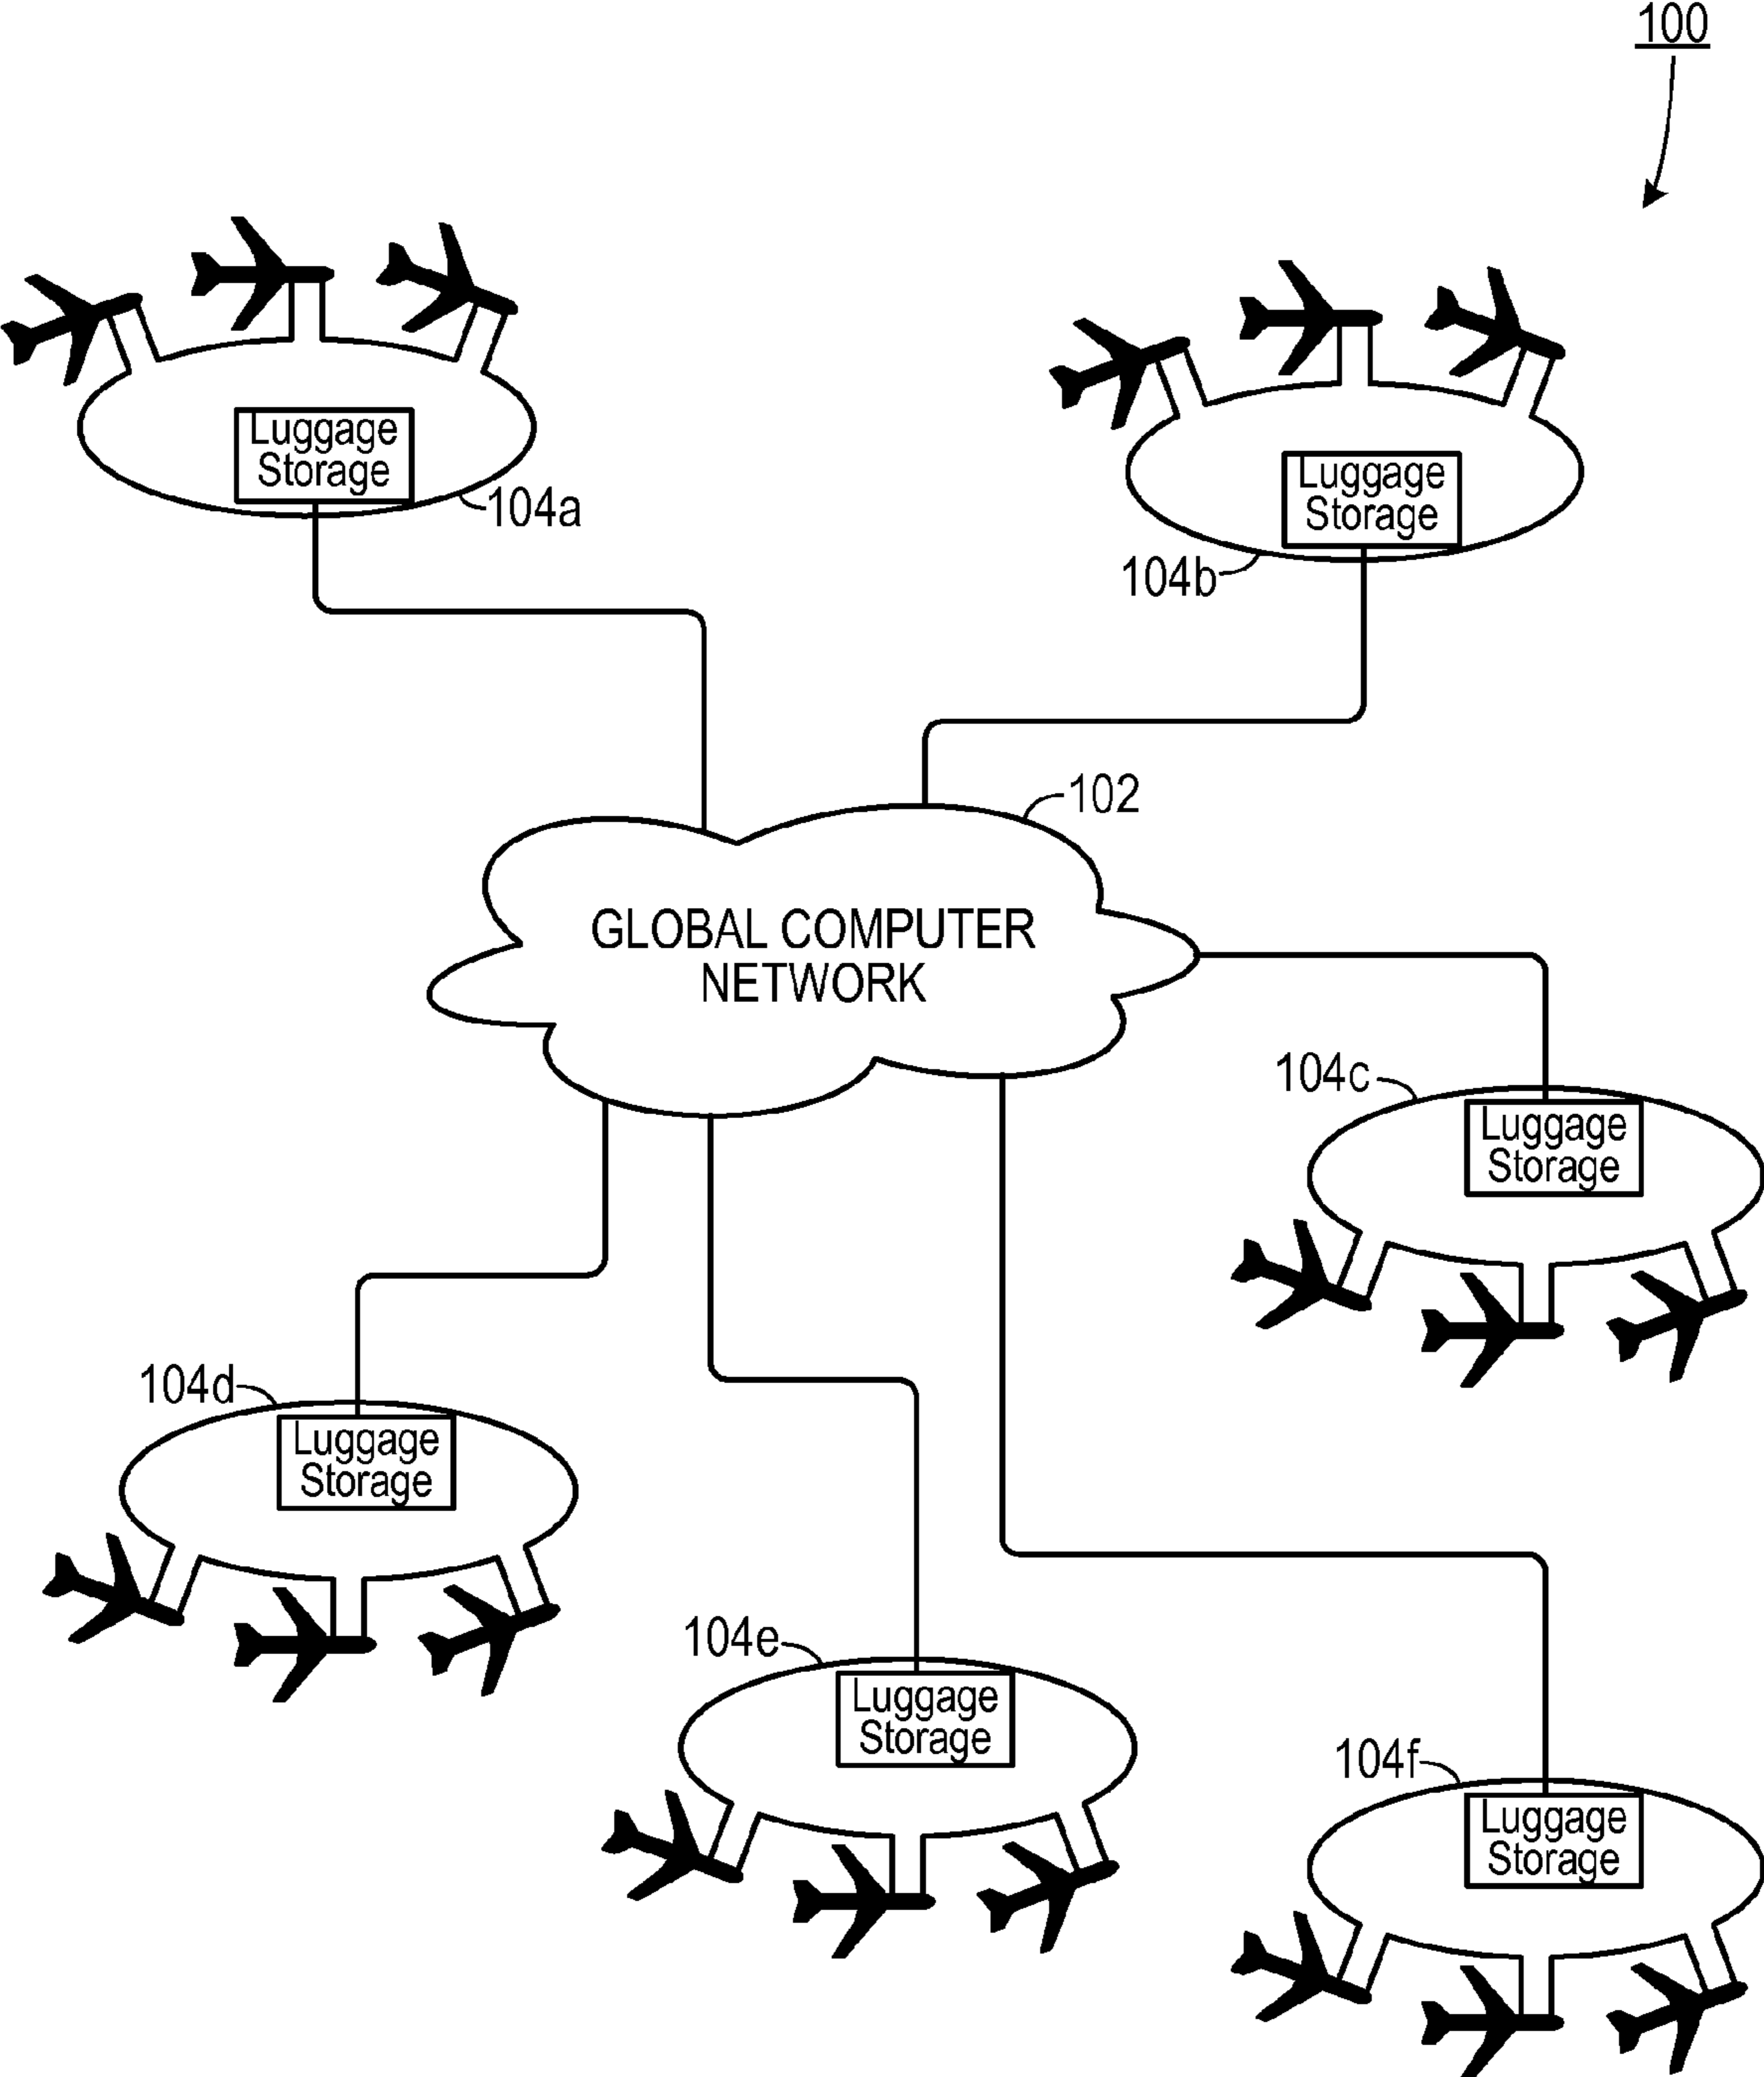 100
Luggage
Storage
104a
Luggage
Storage
104b
102
GLOBAL COMPUTER
NETWORK
104c
Luggage
Storage
104d
Luggage
Storage
104e
Luggage
Storage
104f
Luggage
Storage